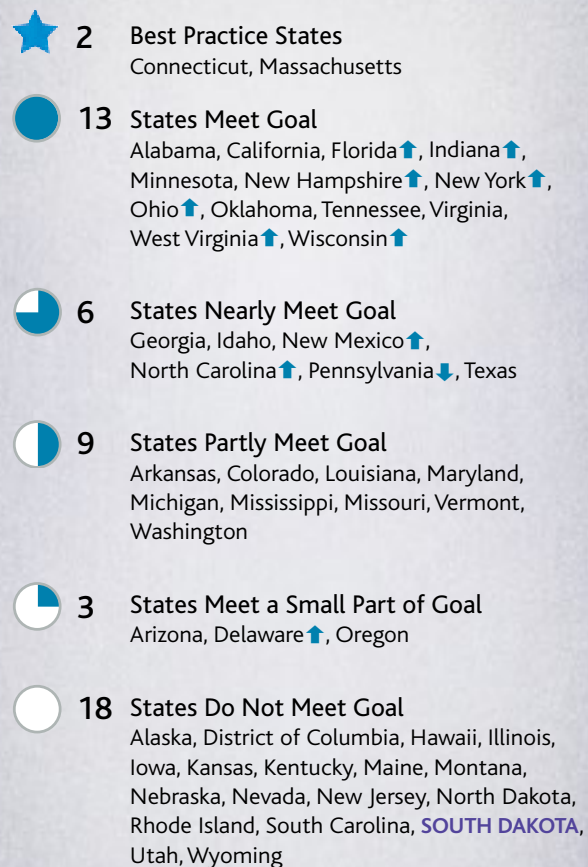 2 Best Practice States
Connecticut, Massachusetts
13 States Meet Goal
Alabama, California, Florida⬆, Indiana⬆,
Minnesota, New Hampshire⬆, New York⬆,
Ohio⬆, Oklahoma, Tennessee, Virginia,
West Virginia⬆, Wisconsin⬆
6 States Nearly Meet Goal
Georgia, Idaho, New Mexico⬆,
North Carolina⬆, Pennsylvania⬇, Texas
9 States Partly Meet Goal
Arkansas, Colorado, Louisiana, Maryland,
Michigan, Mississippi, Missouri, Vermont,
Washington
3 States Meet a Small Part of Goal
Arizona, Delaware⬆, Oregon
18 States Do Not Meet Goal
Alaska, District of Columbia, Hawaii, Illinois,
Iowa, Kansas, Kentucky, Maine, Montana,
Nebraska, Nevada, New Jersey, North Dakota,
Rhode Island, South Carolina, SOUTH DAKOTA,
Utah, Wyoming